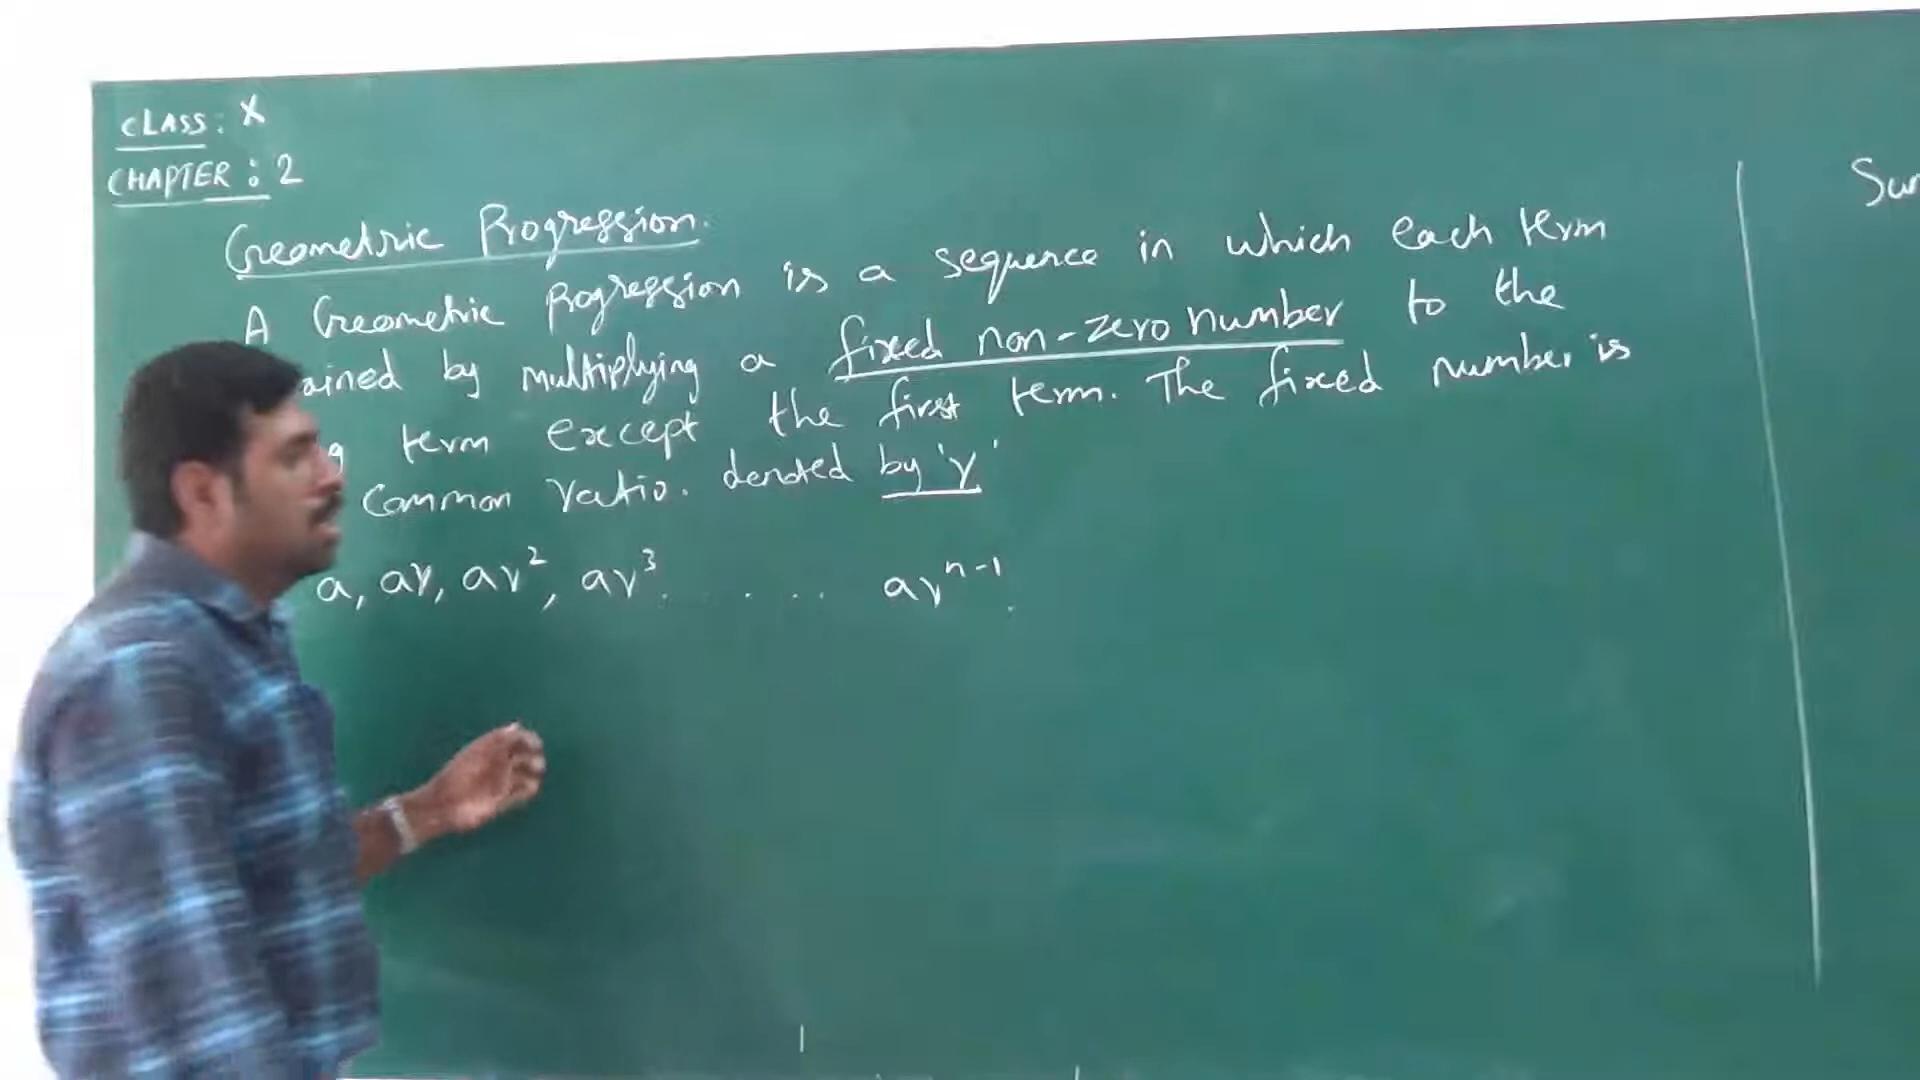 CLASS: X
CHAPTER: 2
Geometric Progression.
A Geometric Progression is a sequence in which each term
ained by multiplying a fixed non-zero number to the
g term except the first term. The fixed number is
common ratio. denoted by 'r'
a, ar, ar², ar³. . . . . . ar^{n-1}.
Sum